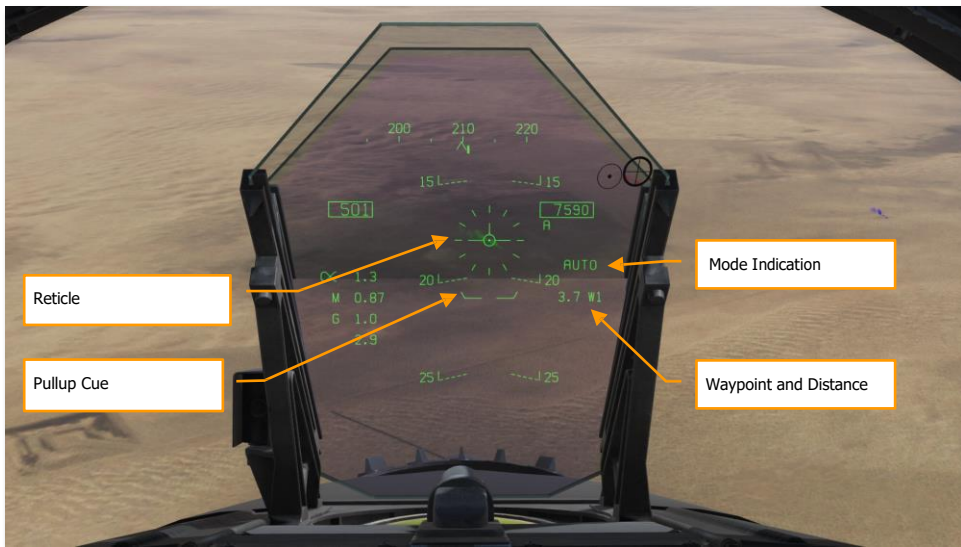 200 210 220
15 15
501 7590
A
Reticle
AUTO
Mode Indication
α 1.3
20 20
M 0.87
3.7 W1
G 1.0
2.9
Pullup Cue
Waypoint and Distance
25 25